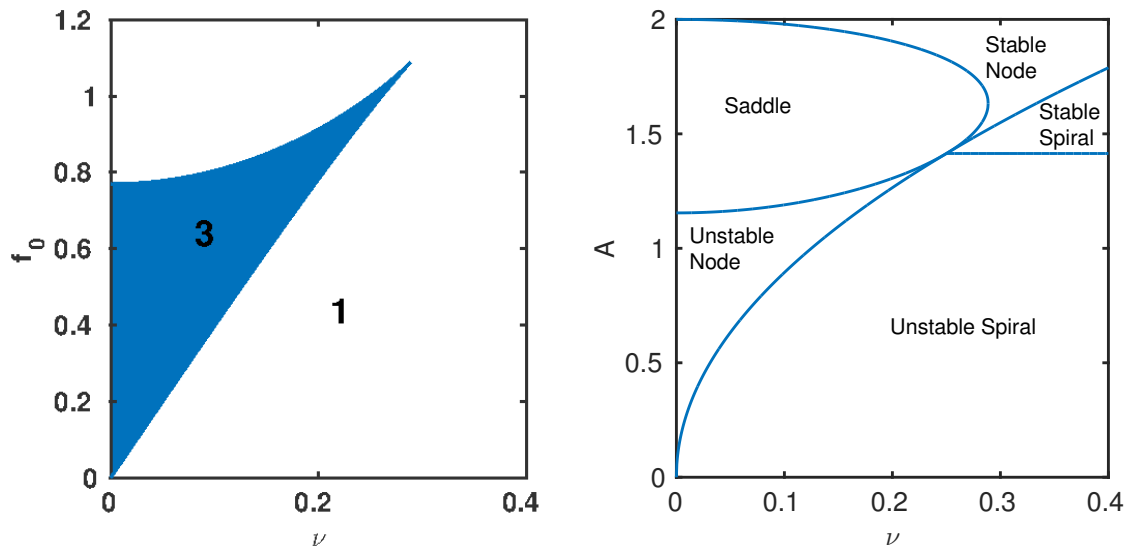 1.2
1
0.8
0.6
0.4
0.2
0
f₀
3
1
0
0.2
0.4
ν
2
1.5
1
0.5
0
A
Stable
Node
Saddle
Stable
Spiral
Unstable
Node
Unstable Spiral
0
0.1
0.2
0.3
0.4
ν